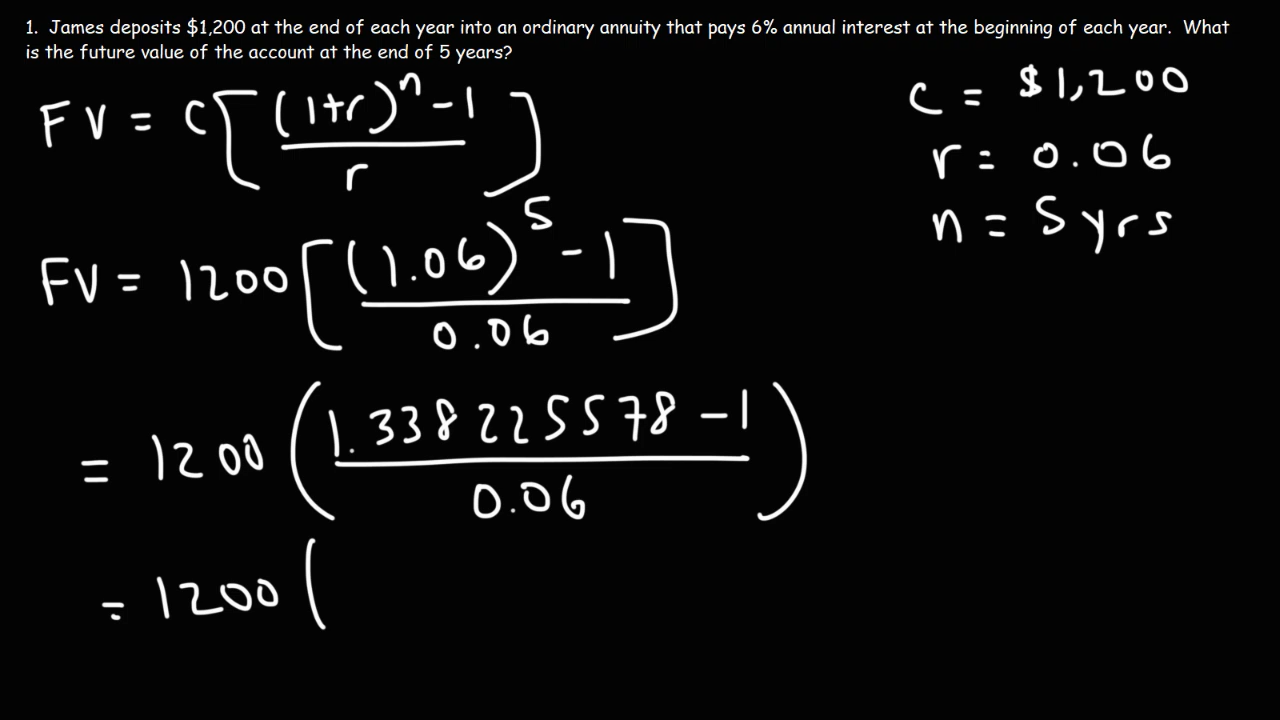 1. James deposits $1,200 at the end of each year into an ordinary annuity that pays 6% annual interest at the beginning of each year. What
is the future value of the account at the end of 5 years?
FV = C[((1+r)^n - 1)/r]
c = $1,200
r = 0.06
n = 5 yrs
FV = 1200[((1.06)^5 - 1)/0.06]
= 1200((1.338225578 - 1)/0.06)
= 1200(